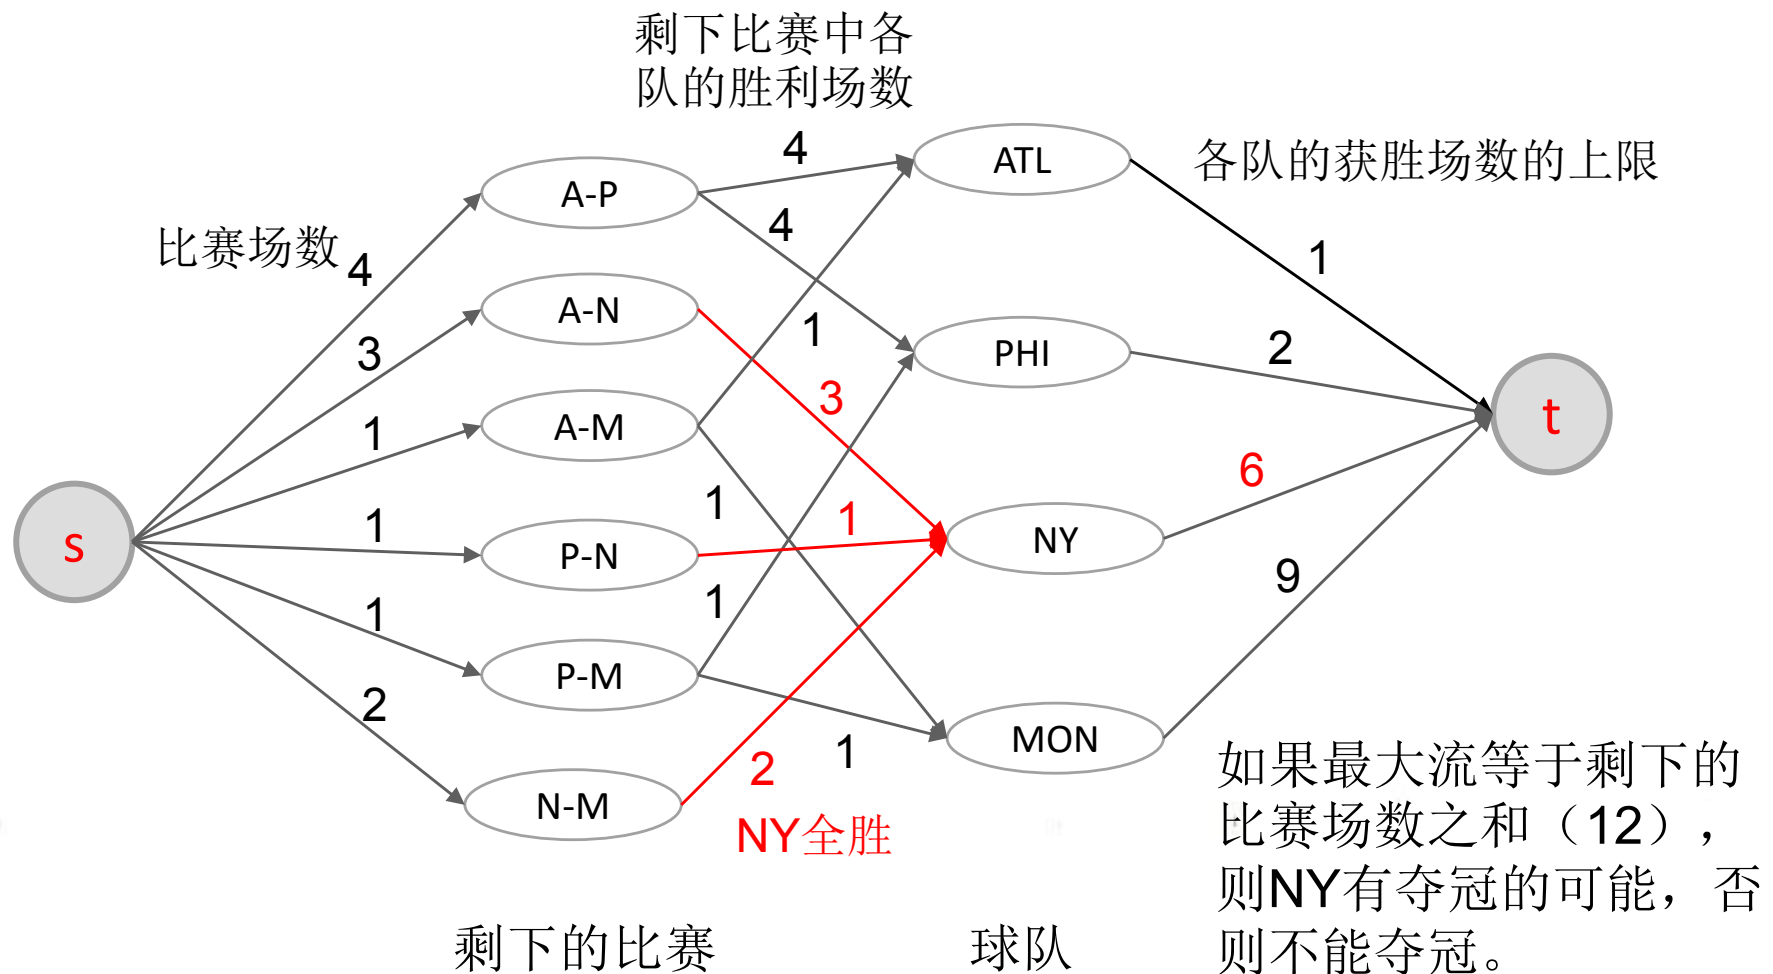 剩下比赛中各
队的胜利场数
比赛场数
各队的获胜场数的上限
4
3
1
1
1
2
s
A-P
A-N
A-M
P-N
P-M
N-M
4
4
1
1
3
1
1
1
2
NY全胜
ATL
PHI
NY
MON
1
2
6
9
t
如果最大流等于剩下的
比赛场数之和（12），
则NY有夺冠的可能，否
则不能夺冠。
剩下的比赛
球队